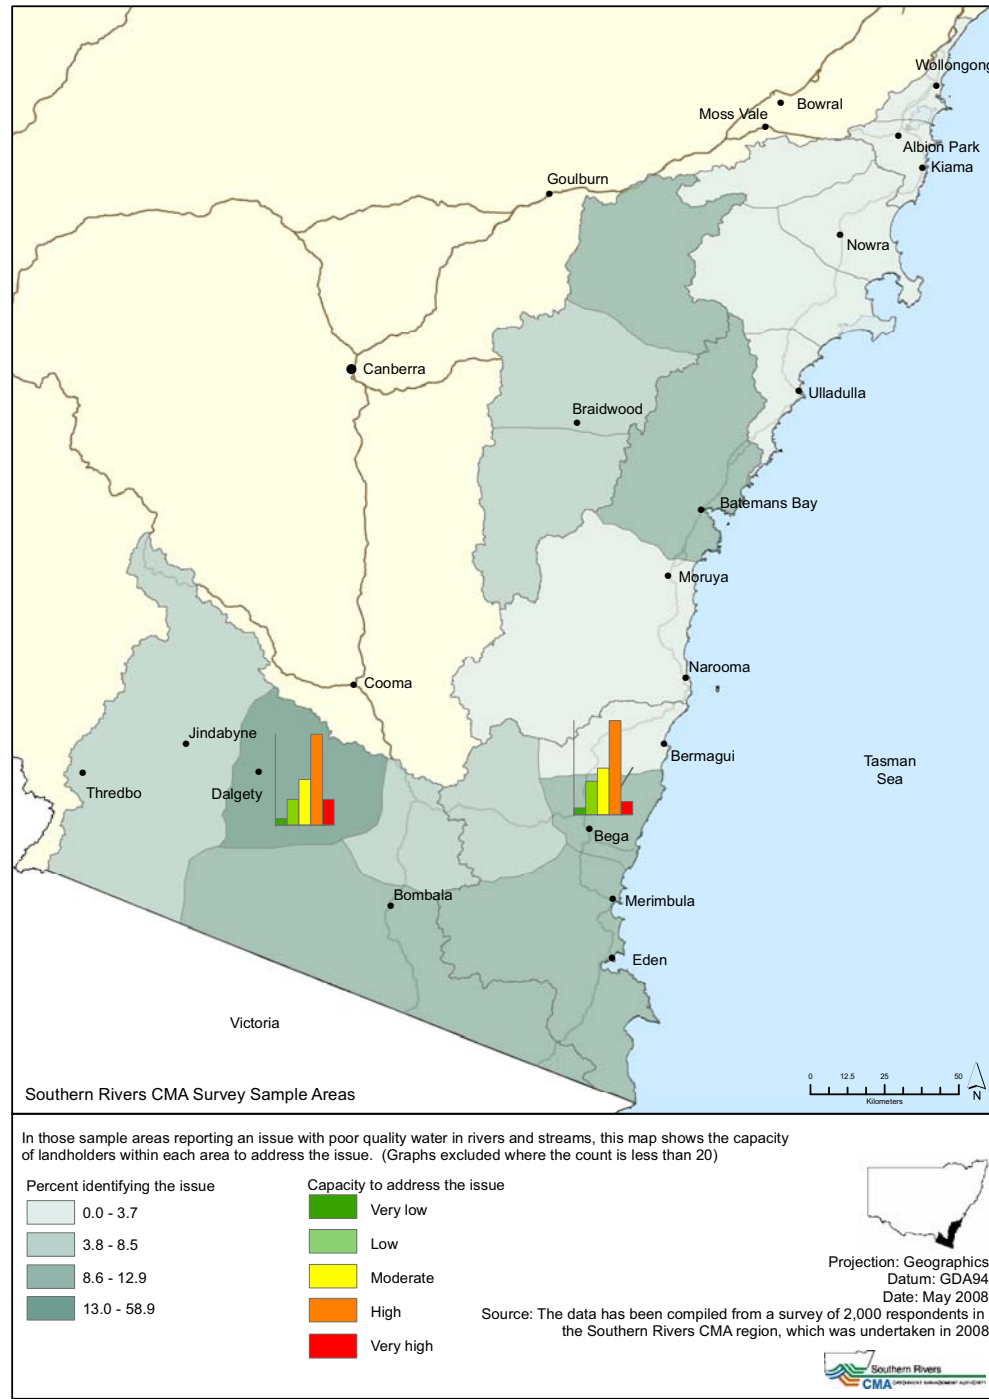 Wollongong
Bowral
Moss Vale
Albion Park
Kiama
Goulburn
Nowra
Canberra
Ulladulla
Braidwood
Batemans Bay
Moruya
Narooma
Cooma
Jindabyne
Bermagui
Tasman
Sea
Thredbo
Dalgety
Bega
Bombala
Merimbula
Eden
Victoria
0 12.5 25 50
Kilometers
N
Southern Rivers CMA Survey Sample Areas
In those sample areas reporting an issue with poor quality water in rivers and streams, this map shows the capacity
of landholders within each area to address the issue. (Graphs excluded where the count is less than 20)
Percent identifying the issue
0.0 - 3.7
3.8 - 8.5
8.6 - 12.9
13.0 - 58.9
Capacity to address the issue
Very low
Low
Moderate
High
Very high
Projection: Geographics
Datum: GDA94
Date: May 2008
Source: The data has been compiled from a survey of 2,000 respondents in
the Southern Rivers CMA region, which was undertaken in 2008
Southern Rivers
CMA CATCHMENT MANAGEMENT AUTHORITY